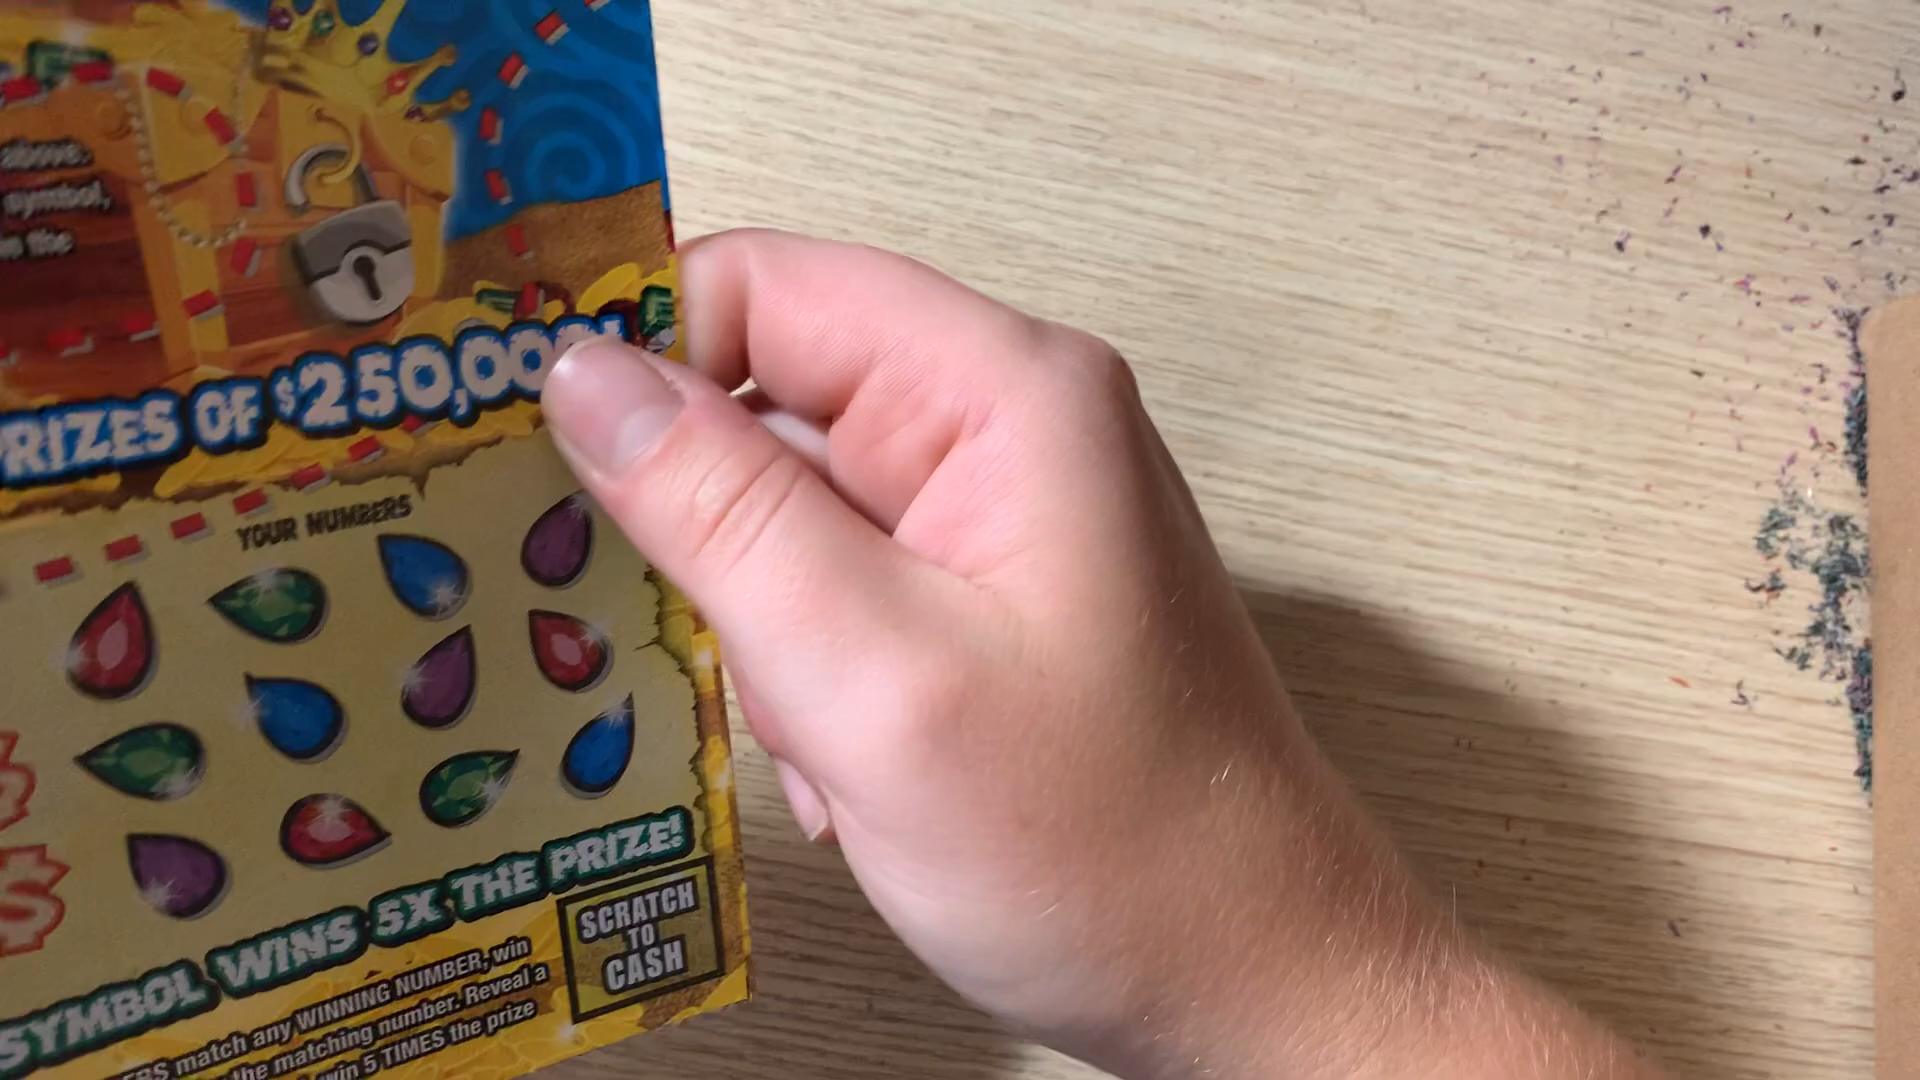 above.
symbol,
the
PRIZES OF $250,000!
YOUR NUMBERS
SYMBOL WINS 5X THE PRIZE!
SCRATCH
TO
CASH
match any WINNING NUMBER, win
the matching number. Reveal a
win 5 TIMES the prize